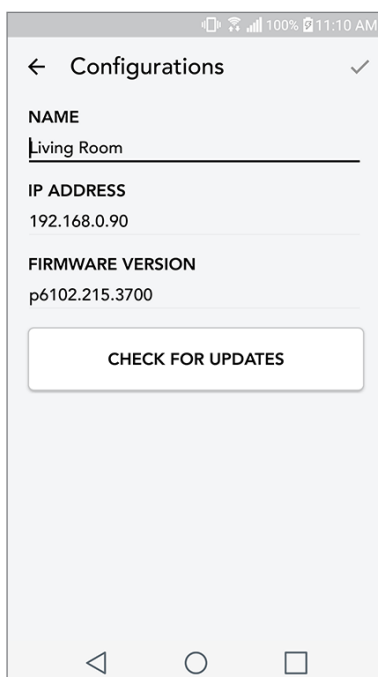 100% 11:10 AM
Configurations
NAME
Living Room
IP ADDRESS
192.168.0.90
FIRMWARE VERSION
p6102.215.3700
CHECK FOR UPDATES